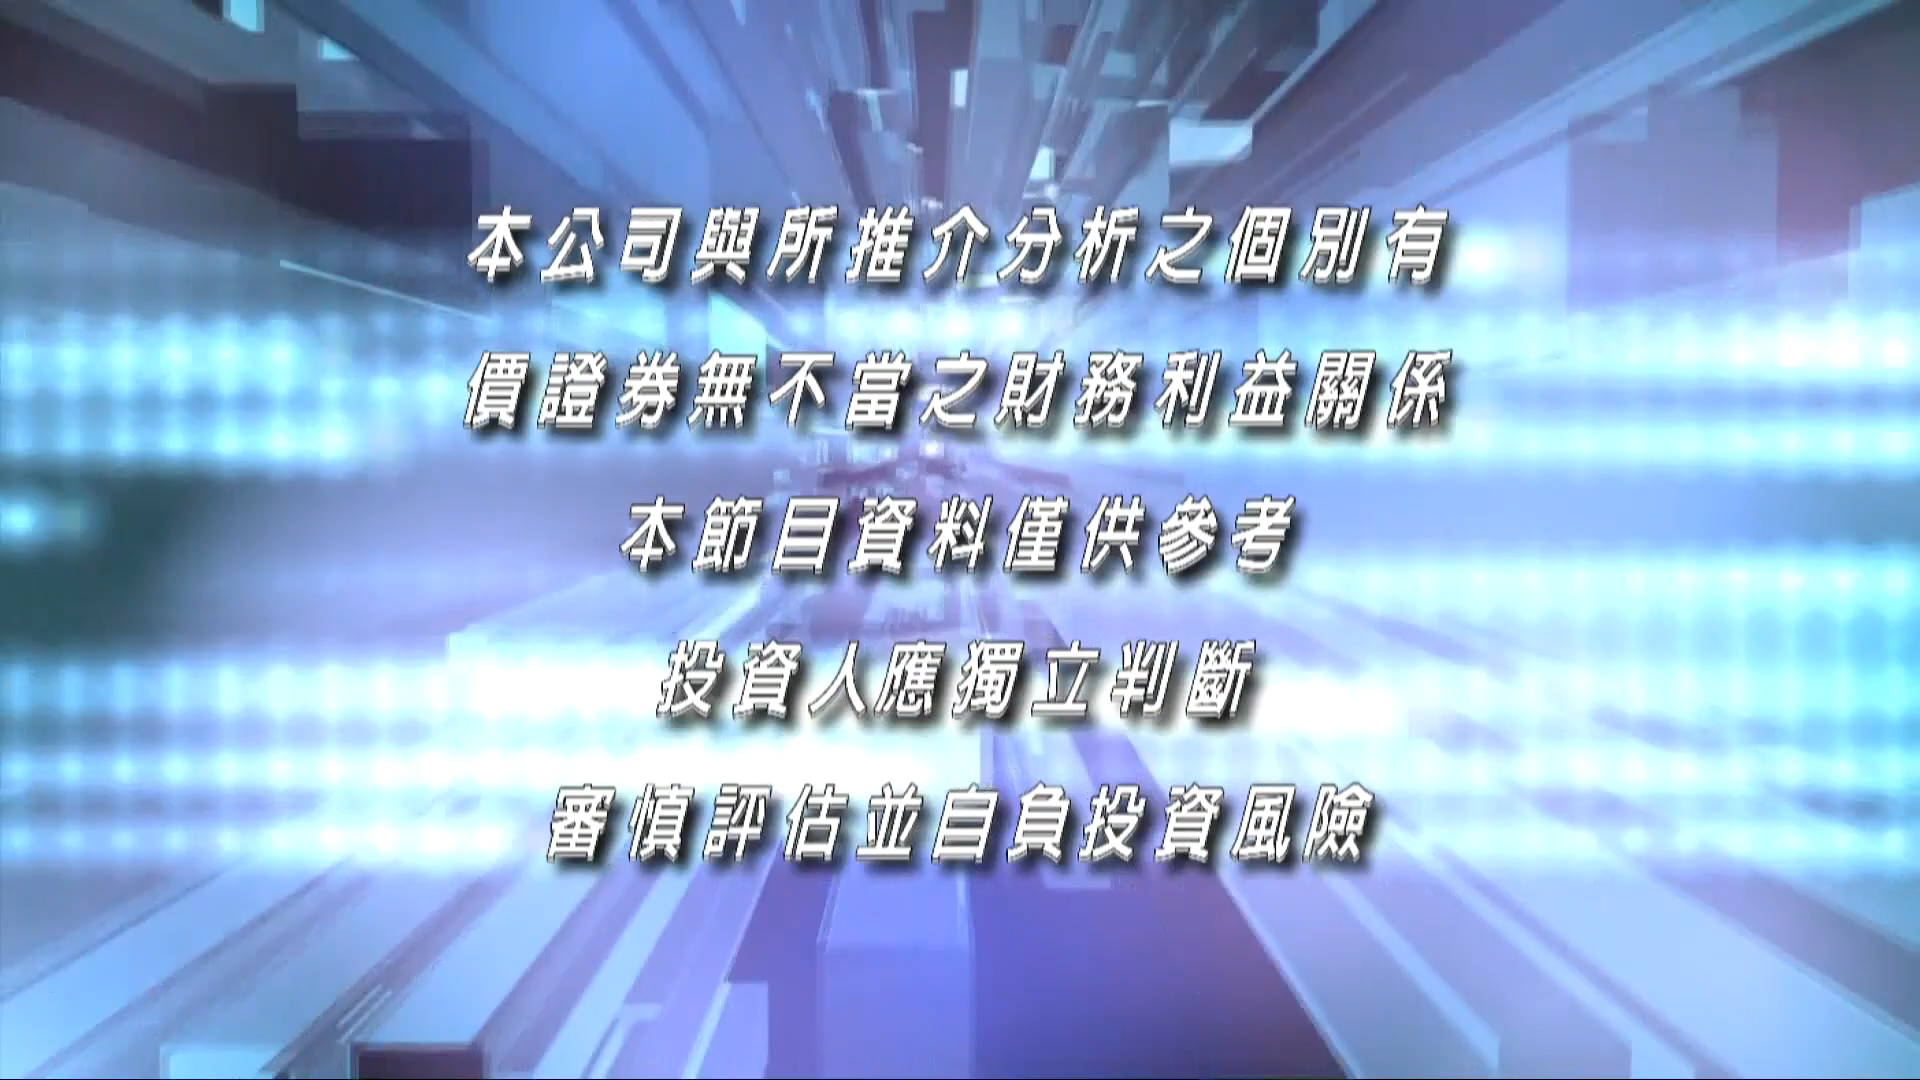 本公司與所推介分析之個別有
價證券無不當之財務利益關係
本節目資料僅供參考
投資人應獨立判斷
審慎評估並自負投資風險